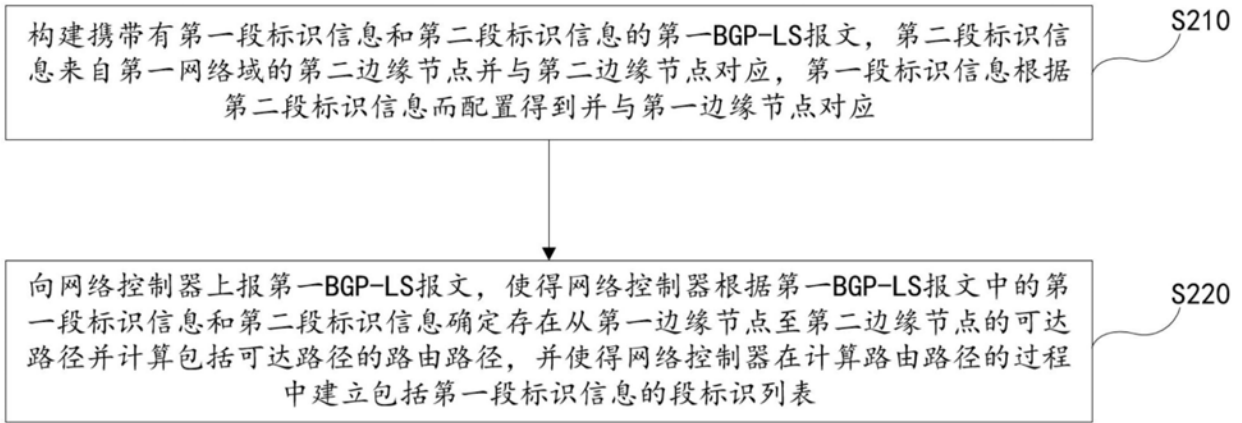 构建携带有第一段标识信息和第二段标识信息的第一BGP-LS报文，第二段标识信
息来自第一网络域的第二边缘节点并与第二边缘节点对应，第一段标识信息根据
第二段标识信息而配置得到并与第一边缘节点对应
S210
向网络控制器上报第一BGP-LS报文，使得网络控制器根据第一BGP-LS报文中的第
一段标识信息和第二段标识信息确定存在从第一边缘节点至第二边缘节点的可达
路径并计算包括可达路径的路由路径，并使得网络控制器在计算路由路径的过程
中建立包括第一段标识信息的段标识列表
S220